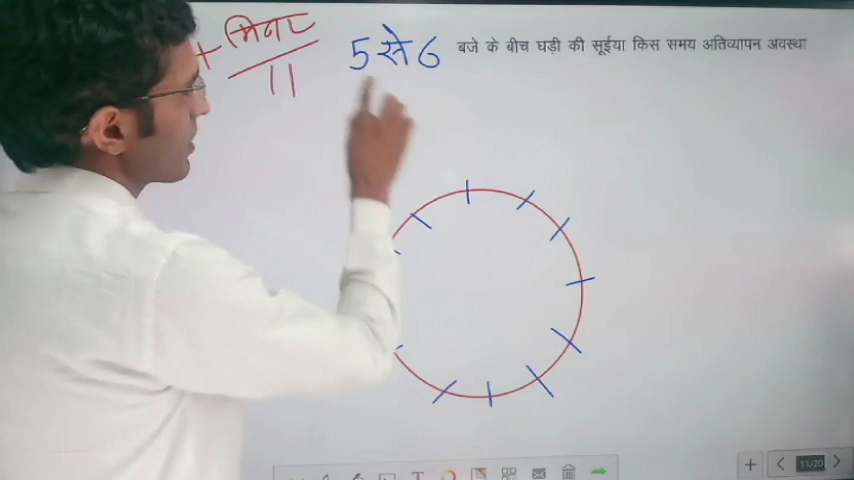 + मिनट
11
5 से 6 बजे के बीच घड़ी की सूईया किस समय अतिव्यापन अवस्था
11/20